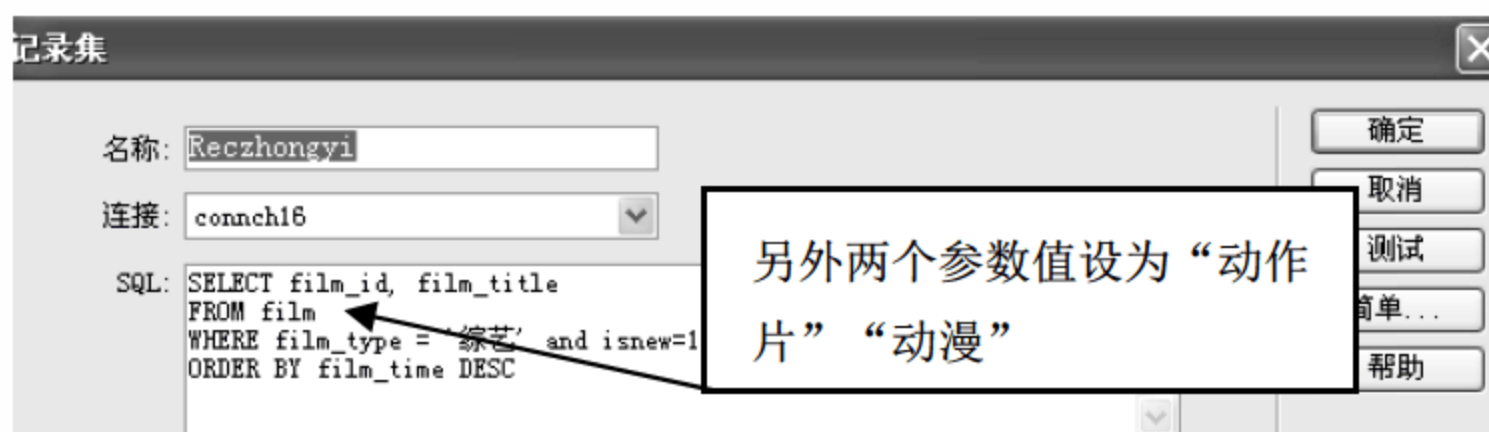 记录集
名称: Reczhongyi
确定
取消
连接: connch16
测试
另外两个参数值设为“动作
片”“动漫”
SQL: SELECT film_id, film_title
FROM film
WHERE film_type = '综艺' and isnew=1
ORDER BY film_time DESC
简单...
帮助